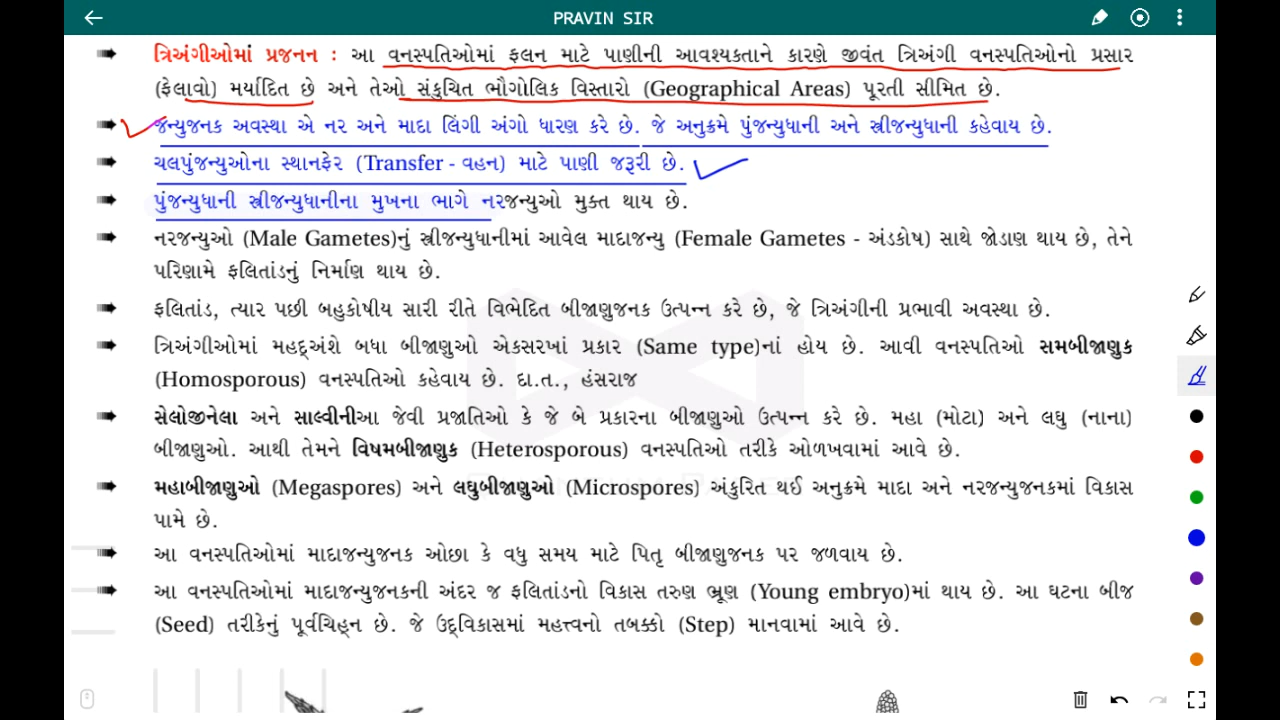 PRAVIN SIR
ત્રિઅંગીઓમાં પ્રજનન : આ વનસ્પતિઓમાં ફલન માટે પાણીની આવશ્યકતાને કારણે જીવંત ત્રિઅંગી વનસ્પતિઓનો પ્રસાર
(ફેલાવો) મર્યાદિત છે અને તેઓ સંકુચિત ભૌગોલિક વિસ્તારો (Geographical Areas) પૂરતી સીમિત છે.
જન્યુજનક અવસ્થા એ નર અને માદા લિંગી અંગો ધારણ કરે છે. જે અનુક્રમે પુંજન્યુધાની અને સ્ત્રીજન્યુધાની કહેવાય છે.
ચલપુંજન્યુઓના સ્થાનફેર (Transfer - વહન) માટે પાણી જરૂરી છે.
પુંજન્યુધાની સ્ત્રીજન્યુધાનીના મુખના ભાગે નરજન્યુઓ મુક્ત થાય છે.
નરજન્યુઓ (Male Gametes)નું સ્ત્રીજન્યુધાનીમાં આવેલ માદાજન્યુ (Female Gametes - અંડકોષ) સાથે જોડાણ થાય છે, તેને
પરિણામે ફલિતાંડનું નિર્માણ થાય છે.
ફલિતાંડ, ત્યાર પછી બહુકોષીય સારી રીતે વિભેદિત બીજાણુજનક ઉત્પન્ન કરે છે, જે ત્રિઅંગીની પ્રભાવી અવસ્થા છે.
ત્રિઅંગીઓમાં મહદ્અંશે બધા બીજાણુઓ એકસરખાં પ્રકાર (Same type)નાં હોય છે. આવી વનસ્પતિઓ સમબીજાણુક
(Homosporous) વનસ્પતિઓ કહેવાય છે. દા.ત., હંસરાજ
સેલોજીનેલા અને સાલ્વીનીઆ જેવી પ્રજાતિઓ કે જે બે પ્રકારના બીજાણુઓ ઉત્પન્ન કરે છે. મહા (મોટા) અને લઘુ (નાના)
બીજાણુઓ. આથી તેમને વિષમબીજાણુક (Heterosporous) વનસ્પતિઓ તરીકે ઓળખવામાં આવે છે.
મહાબીજાણુઓ (Megaspores) અને લઘુબીજાણુઓ (Microspores) અંકુરિત થઈ અનુક્રમે માદા અને નરજન્યુજનકમાં વિકાસ
પામે છે.
આ વનસ્પતિઓમાં માદાજન્યુજનક ઓછા કે વધુ સમય માટે પિતૃ બીજાણુજનક પર જળવાય છે.
આ વનસ્પતિઓમાં માદાજન્યુજનકની અંદર જ ફલિતાંડનો વિકાસ તરુણ ભ્રૂણ (Young embryo)માં થાય છે. આ ઘટના બીજ
(Seed) તરીકેનું પૂર્વચિહ્‌ન છે. જે ઉદ્‌વિકાસમાં મહત્ત્વનો તબક્કો (Step) માનવામાં આવે છે.